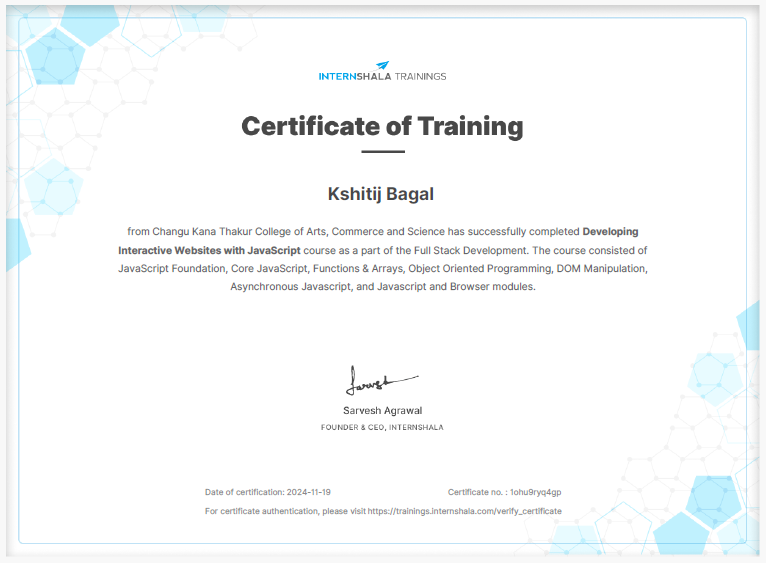 INTERNSHALA TRAININGS
Certificate of Training
Kshitij Bagal
from Changu Kana Thakur College of Arts, Commerce and Science has successfully completed Developing
Interactive Websites with JavaScript course as a part of the Full Stack Development. The course consisted of
JavaScript Foundation, Core JavaScript, Functions & Arrays, Object Oriented Programming, DOM Manipulation,
Asynchronous Javascript, and Javascript and Browser modules.
Sarvesh
Sarvesh Agrawal
FOUNDER & CEO, INTERNSHALA
Date of certification: 2024-11-19 Certificate no. : 1ohu9ryq4gp
For certificate authentication, please visit https://trainings.internshala.com/verify_certificate